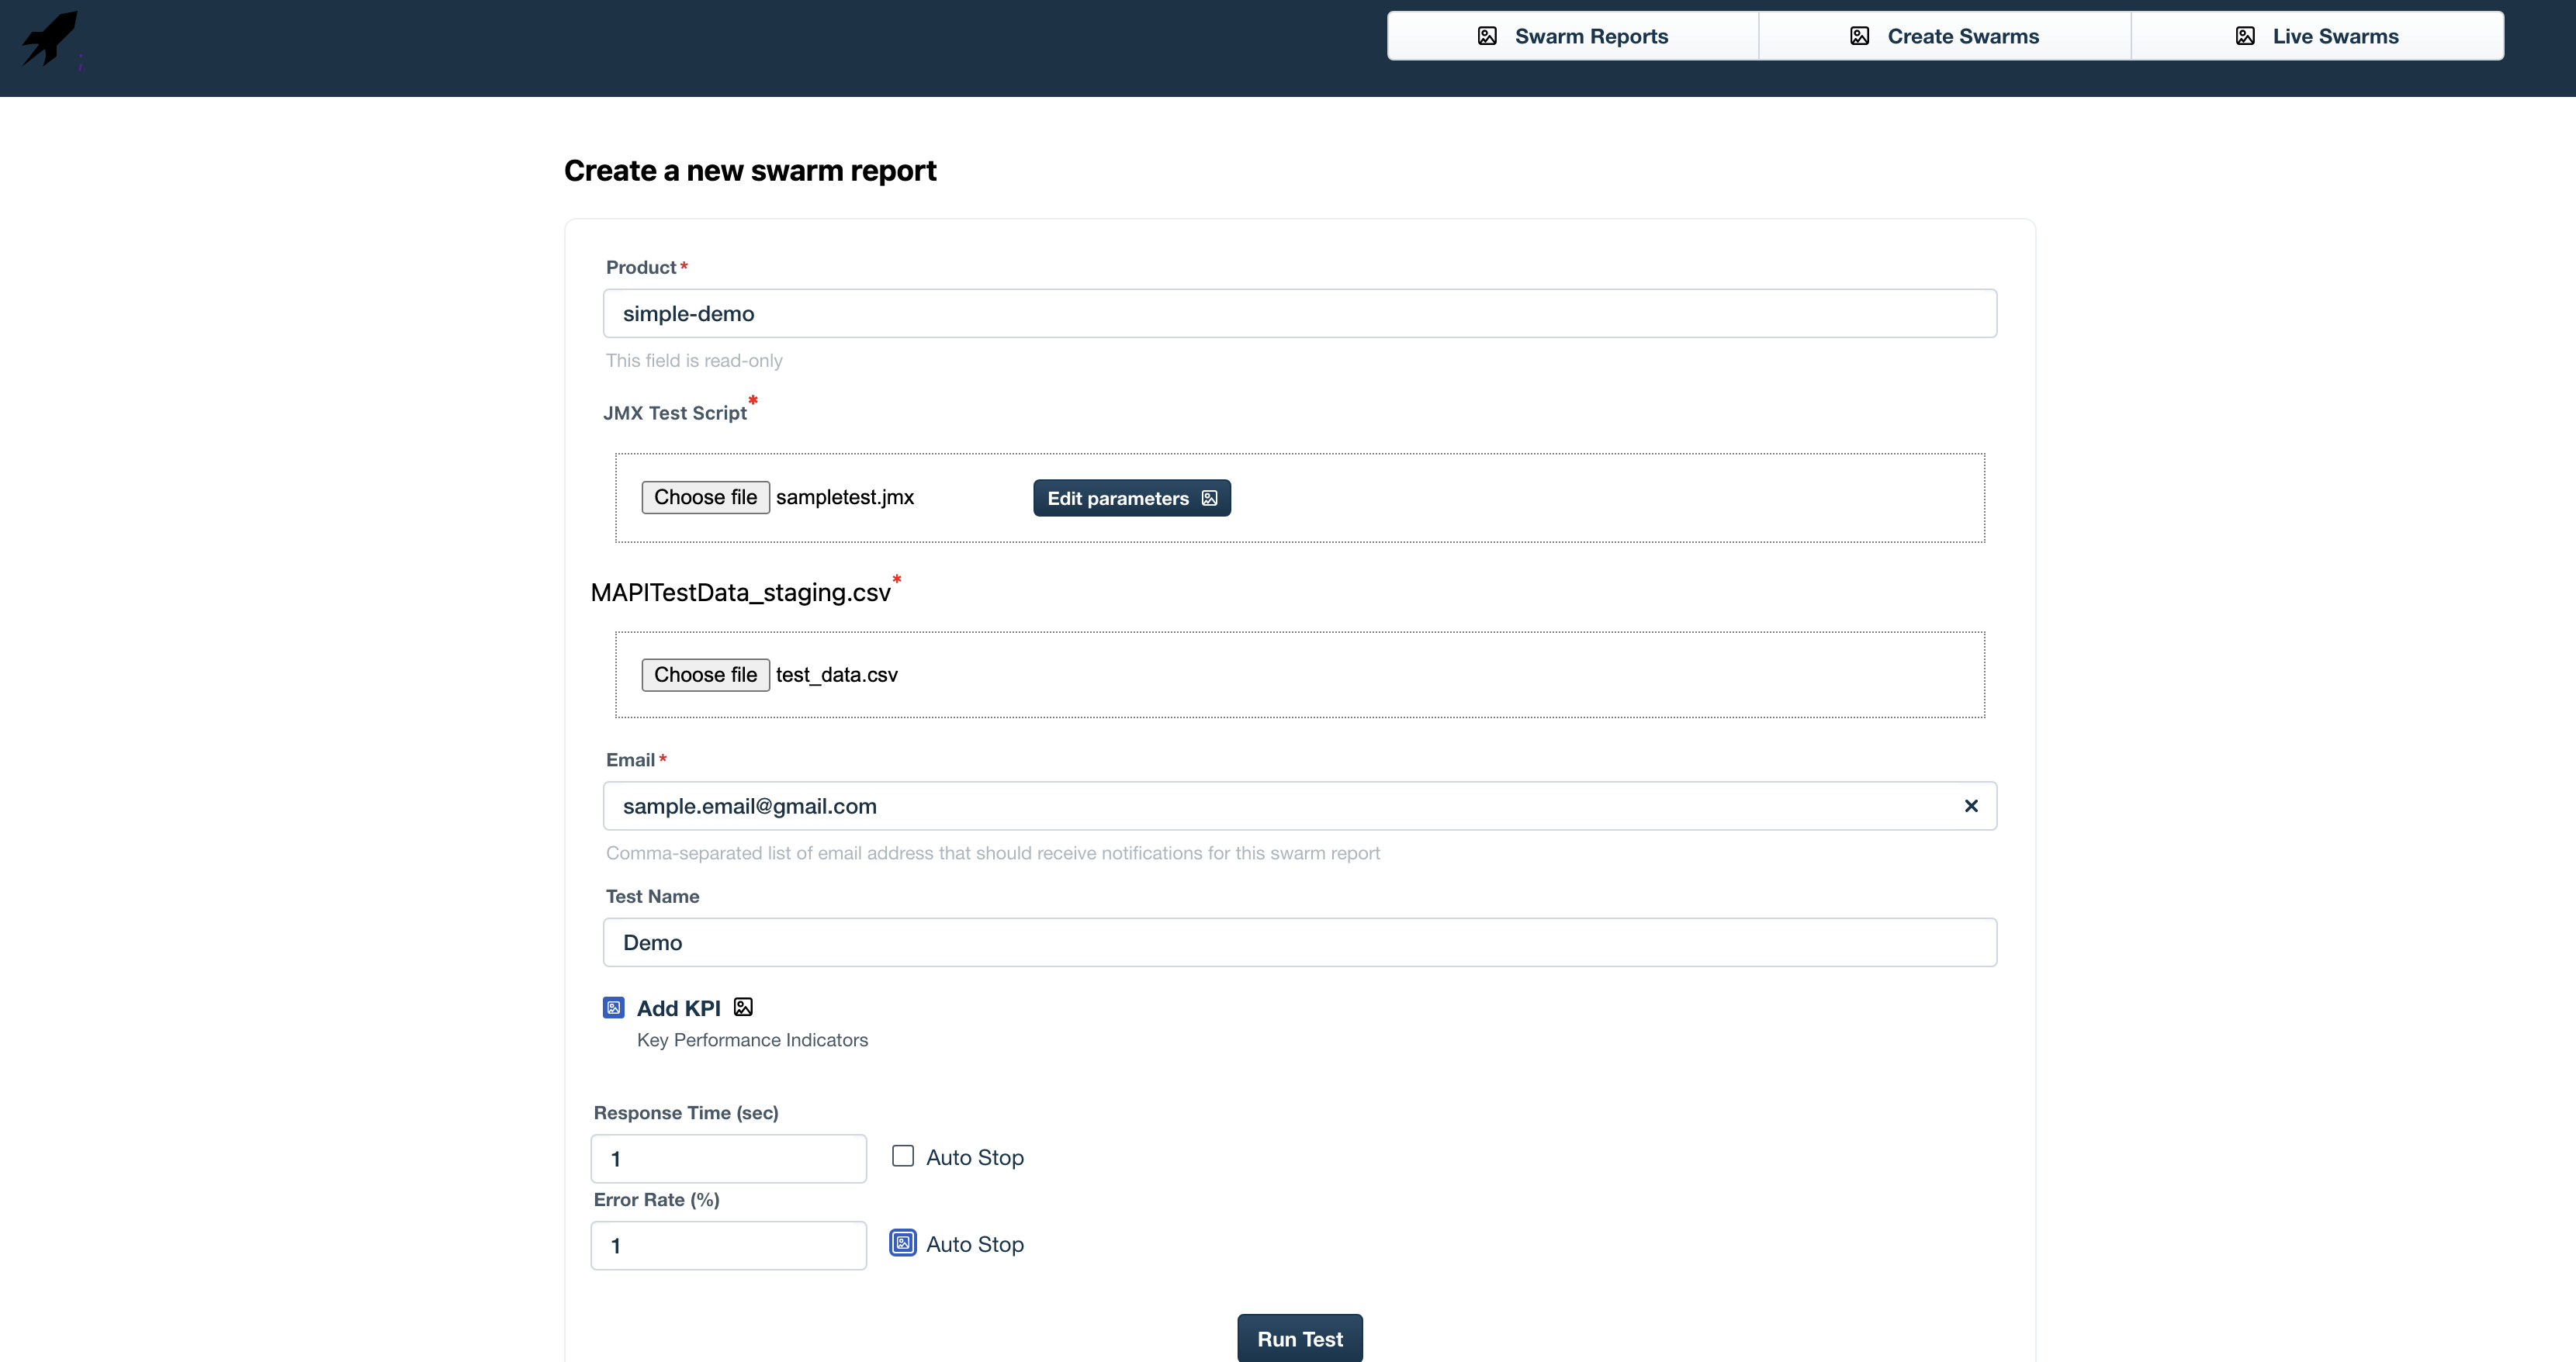 Swarm Reports
Create Swarms
Live Swarms
Create a new swarm report
Product*
simple-demo
This field is read-only
JMX Test Script*
Choose file sampletest.jmx
Edit parameters
MAPITestData_staging.csv*
Choose file test_data.csv
Email*
sample.email@gmail.com
Comma-separated list of email address that should receive notifications for this swarm report
Test Name
Demo
Add KPI
Key Performance Indicators
Response Time (sec)
1
Auto Stop
Error Rate (%)
1
Auto Stop
Run Test